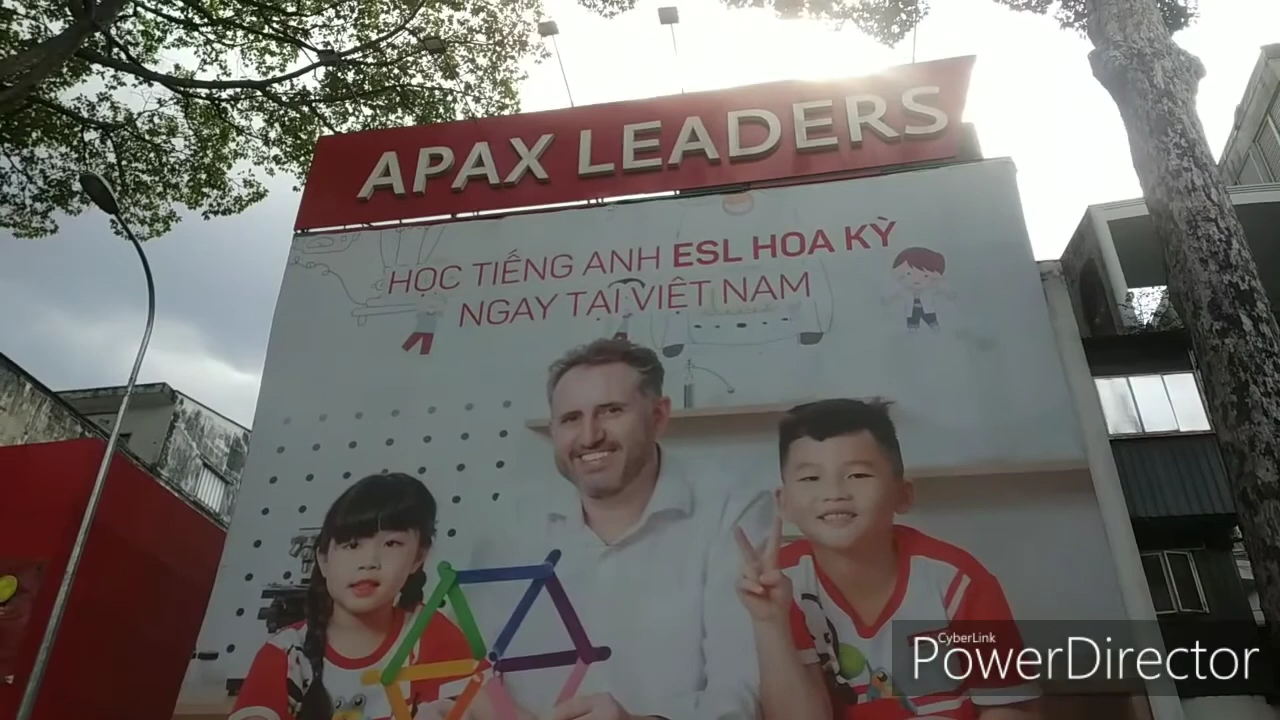 APAX LEADERS
HỌC TIẾNG ANH ESL HOA KỲ
NGAY TẠI VIỆT NAM
CyberLink
PowerDirector